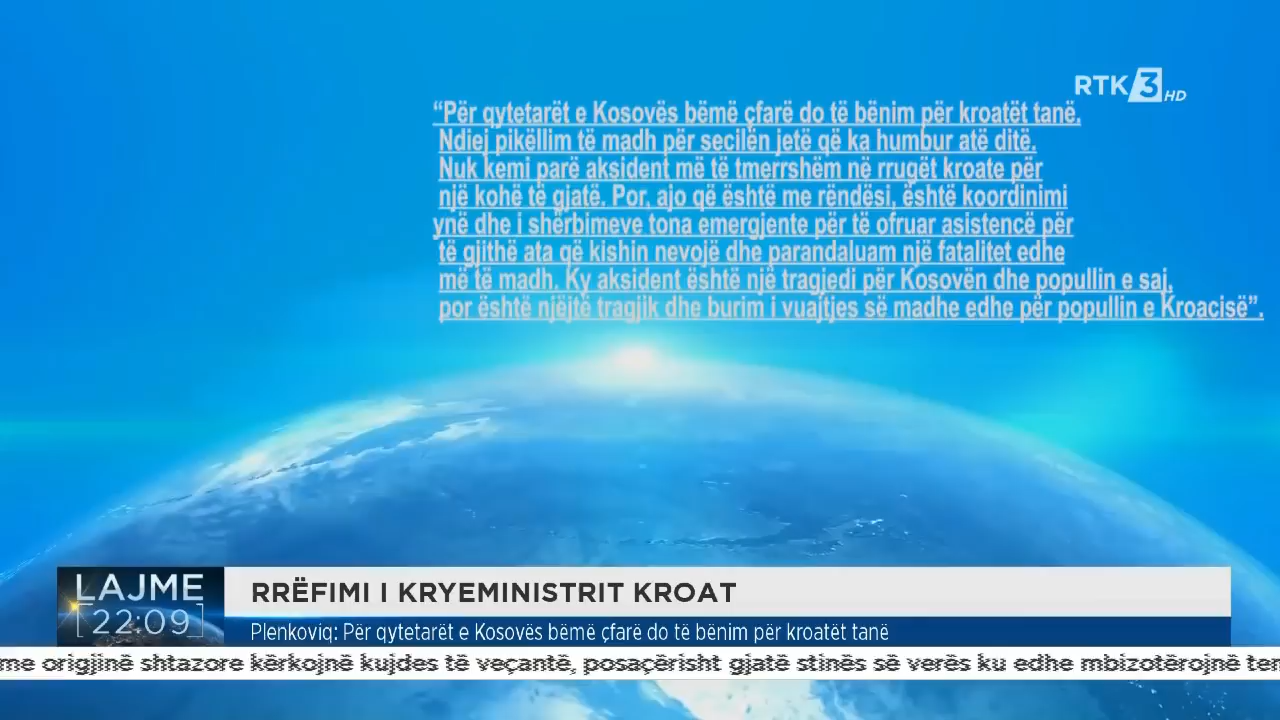 RTK 3 HD
“Për qytetarët e Kosovës bëmë çfarë do të bënim për kroatët tanë.
Ndiej pikëllim të madh për secilën jetë që ka humbur atë ditë.
Nuk kemi parë aksident më të tmerrshëm në rrugët kroate për
një kohë të gjatë. Por, ajo që është me rëndësi, është koordinimi
ynë dhe i shërbimeve tona emergjente për të ofruar asistencë për
të gjithë ata që kishin nevojë dhe parandaluam një fatalitet edhe
më të madh. Ky aksident është një tragjedi për Kosovën dhe popullin e saj,
por është njëjtë tragjik dhe burim i vuajtjes së madhe edhe për popullin e Kroacisë”.
LAJME
[22:09]
RRËFIMI I KRYEMINISTRIT KROAT
Plenkoviq: Për qytetarët e Kosovës bëmë çfarë do të bënim për kroatët tanë
me origjinë shtazore kërkojnë kujdes të veçantë, posaçërisht gjatë stinës së verës ku edhe mbizotërojnë